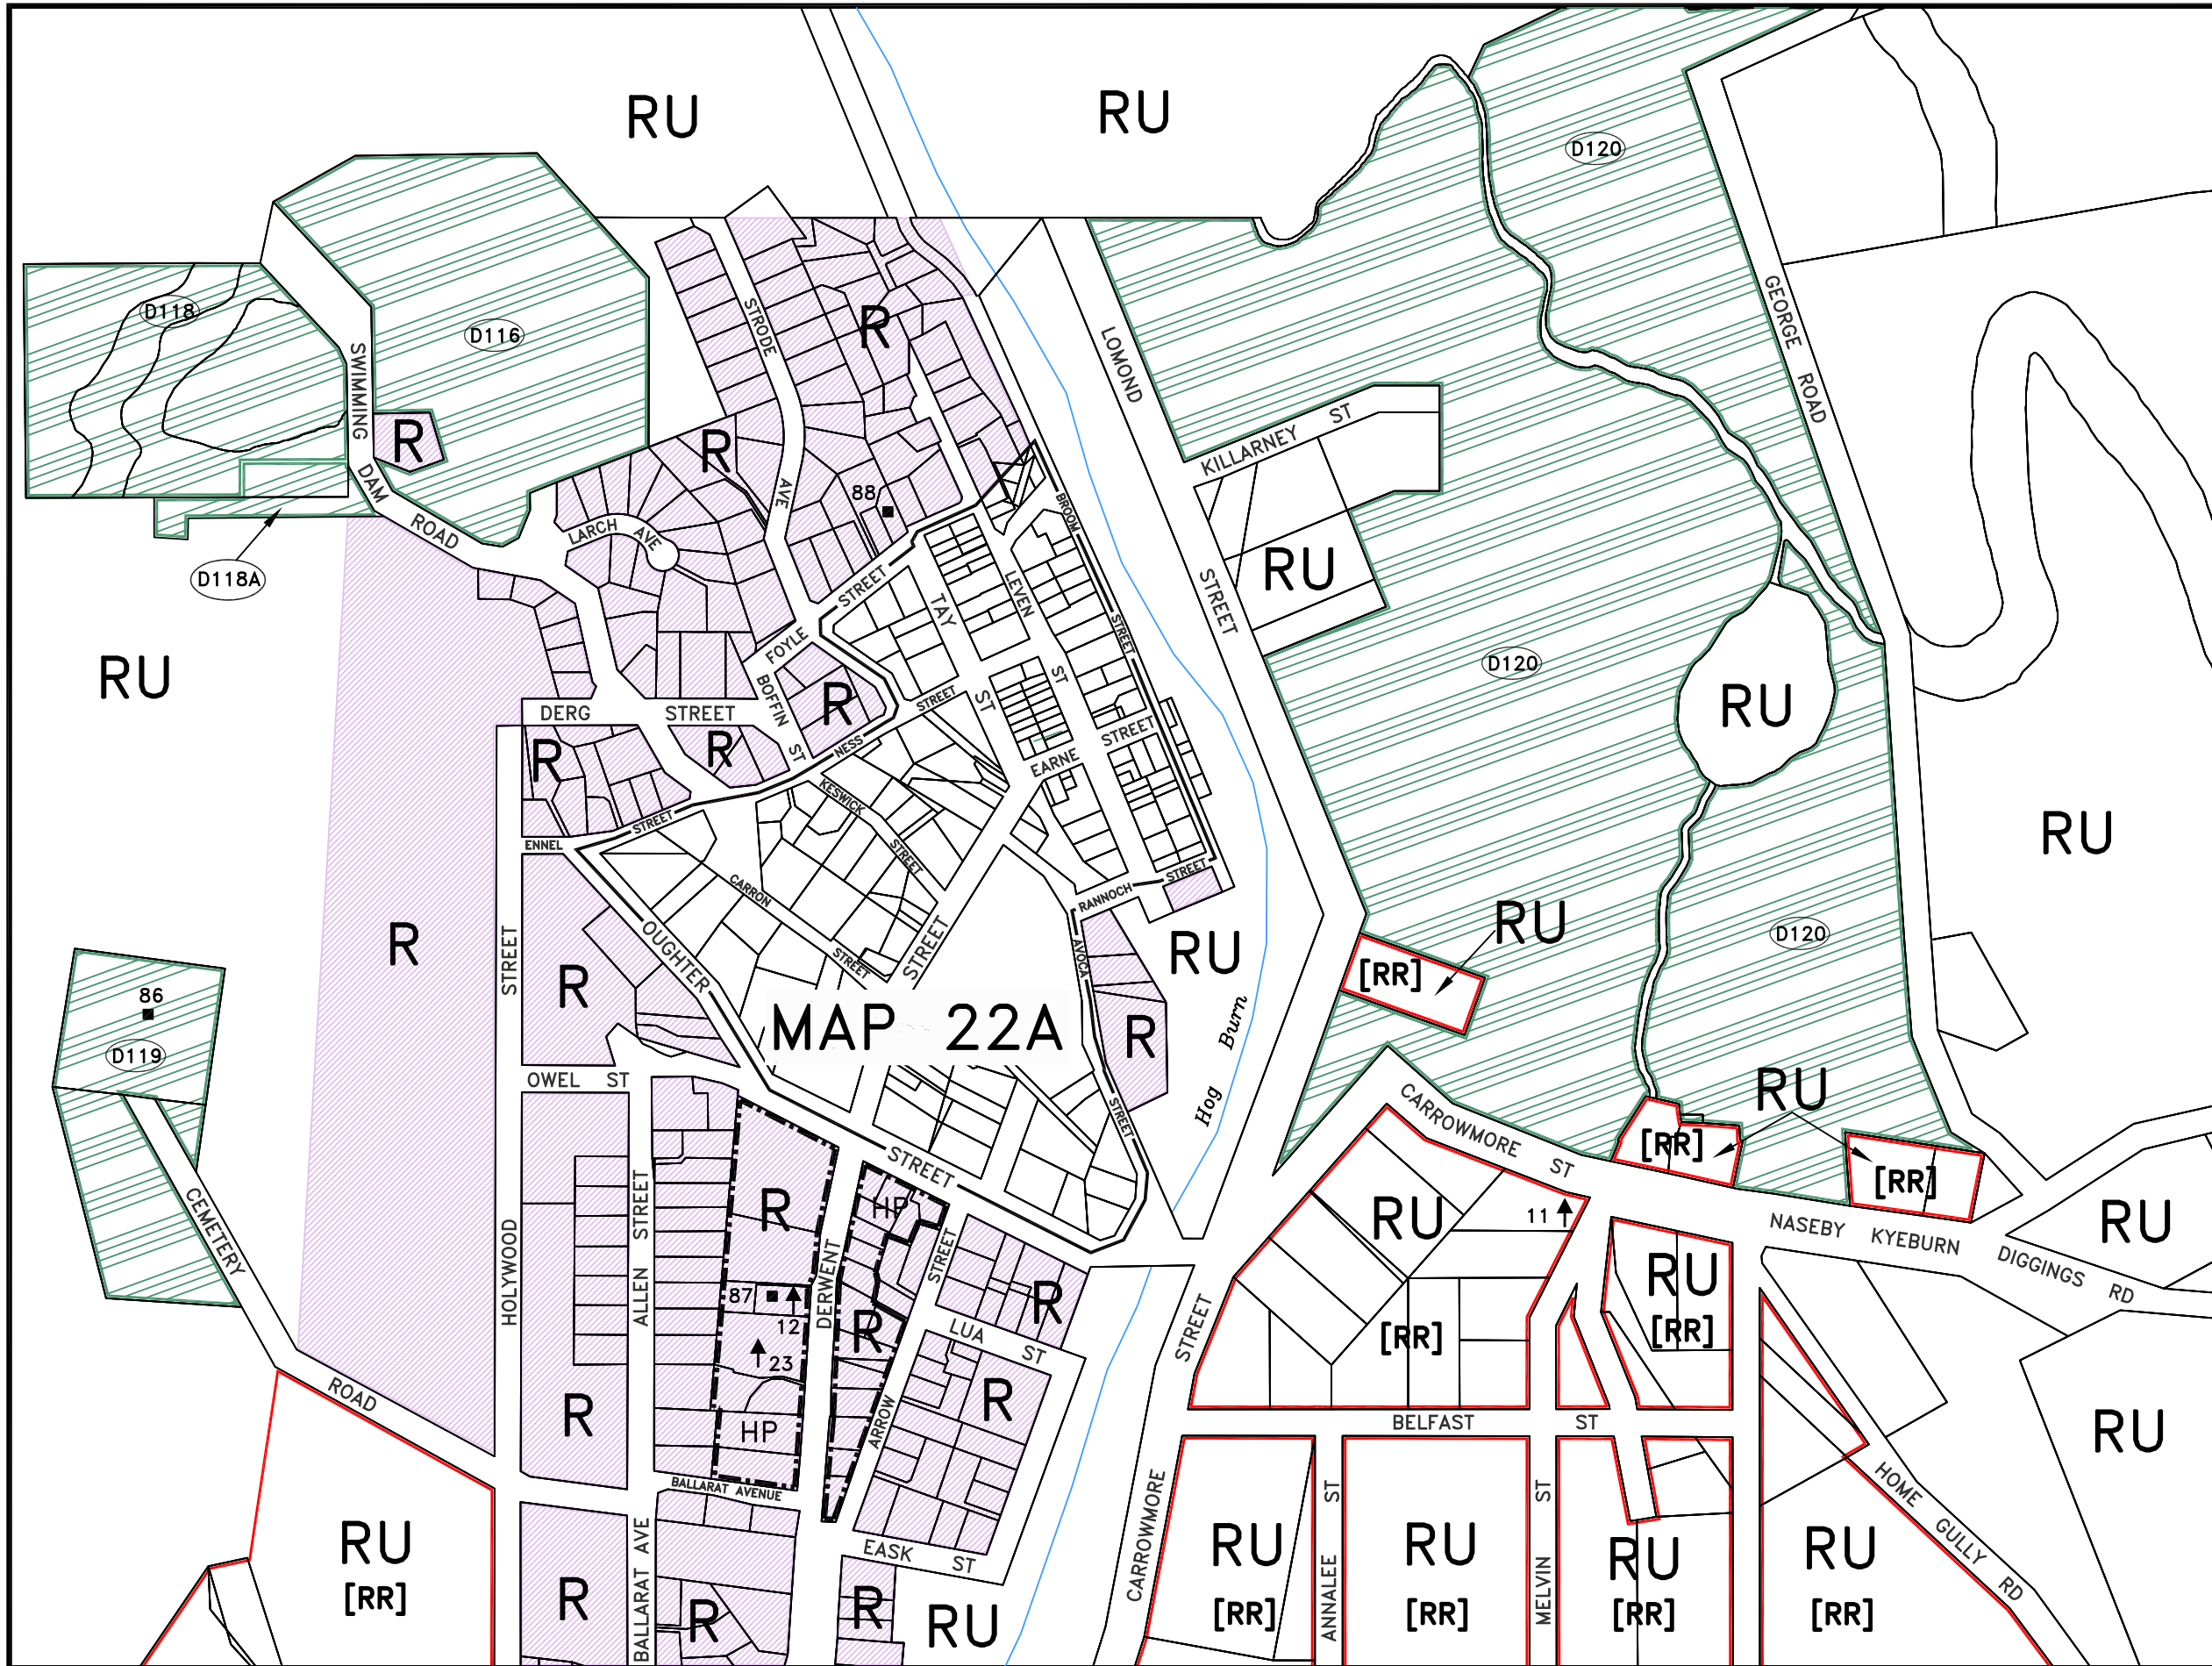 RU
RU
D120
D118
D116
SWIMMING
DAM
ROAD
D118A
R
STRODE
AVE
R
R
LOMOND
STREET
GEORGE
ROAD
KILLARNEY ST
RU
88
LARCH AVE
BROOM
STREET
FOYLE STREET
TAY
ST
LEVEN
ST
RU
D120
RU
BOFFIN
ST
R
NESS STREET
DERG STREET
R
R
EARNE STREET
KESWICK
STREET
RU
ENNEL STREET
CARRON
STREET
RANNOCH STREET
OUGHTER
STREET
STREET
AVOCA
STREET
R
HOLYWOOD
STREET
R
RU
RU
[RR]
D120
86
D119
MAP 22A
R
Hog Burn
OWEL ST
CEMETERY
ROAD
ALLEN STREET
R
HP
DERWENT
STREET
ARROW
87
12
23
HP
R
R
LUA ST
R
R
CARROWMORE ST
RU
[RR]
[RR]
RU
[RR]
11
RU
[RR]
NASEBY KYEBURN DIGGINGS RD
RU
STREET
CARROWMORE
BELFAST ST
RU
BALLARAT AVENUE
BALLARAT AVE
EASK ST
HOME GULLY RD
RU
[RR]
R
R
R
RU
RU
[RR]
ANNALEE ST
RU
[RR]
MELVIN ST
RU
[RR]
RU
[RR]